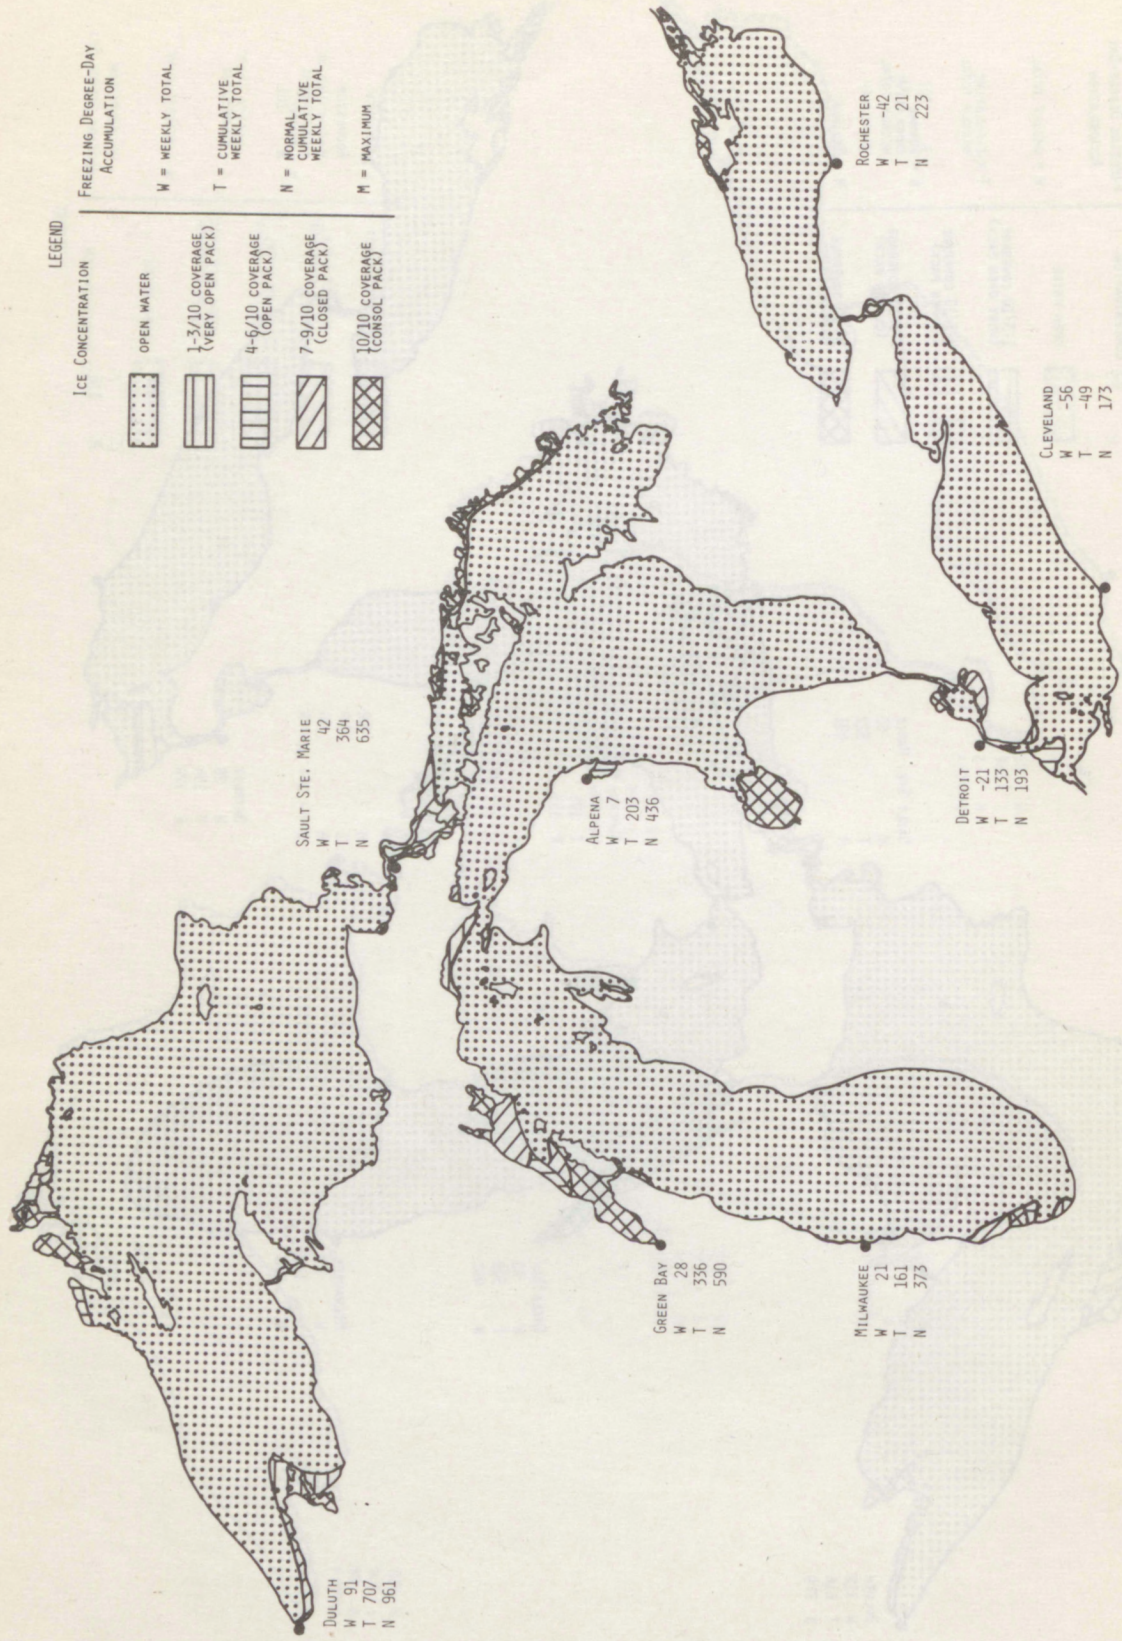 LEGEND
ICE CONCENTRATION
OPEN WATER
1-3/10 COVERAGE
(VERY OPEN PACK)
4-6/10 COVERAGE
(OPEN PACK)
7-9/10 COVERAGE
(CLOSED PACK)
10/10 COVERAGE
(CONSOL PACK)
FREEZING DEGREE-DAY
ACCUMULATION
W = WEEKLY TOTAL
T = CUMULATIVE
WEEKLY TOTAL
N = NORMAL
CUMULATIVE
WEEKLY TOTAL
M = MAXIMUM
DULUTH
W 91
T 707
N 961
SAULT STE. MARIE
W 42
T 364
N 635
GREEN BAY
W 28
T 336
N 590
ALPENA
W 7
T 203
N 436
MILWAUKEE
W 21
T 161
N 373
DETROIT
W -21
T 133
N 193
CLEVELAND
W -56
T -49
N 173
ROCHESTER
W -42
T 21
N 223